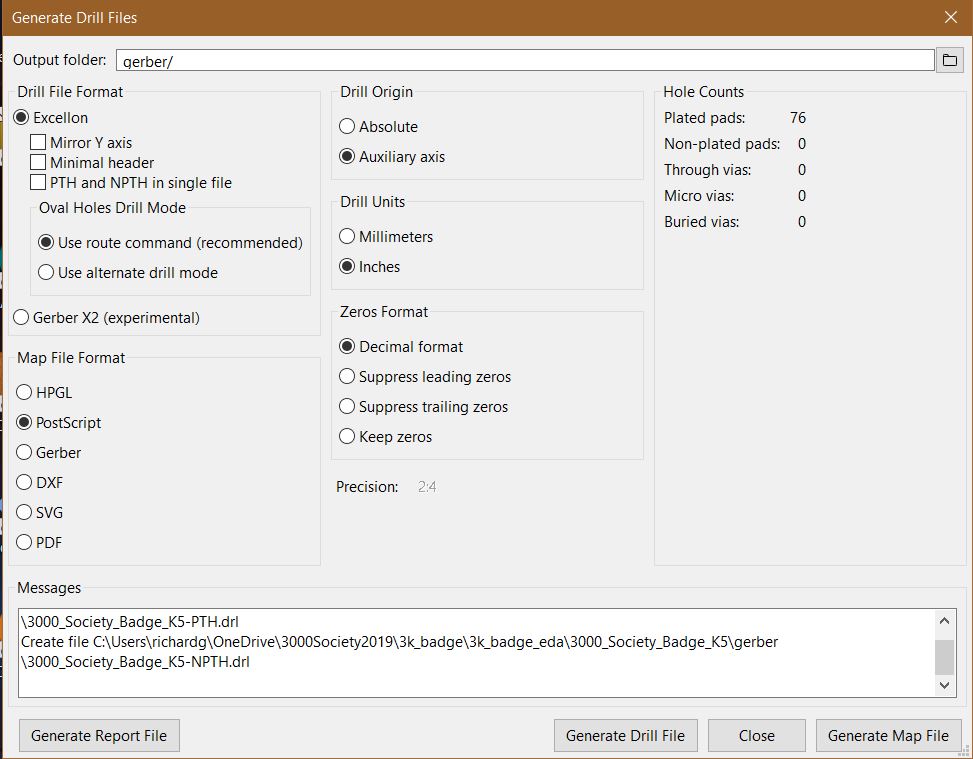 Generate Drill Files
Output folder: gerber/
Drill File Format
Excellon
Mirror Y axis
Minimal header
PTH and NPTH in single file
Oval Holes Drill Mode
Use route command (recommended)
Use alternate drill mode
Gerber X2 (experimental)
Map File Format
HPGL
PostScript
Gerber
DXF
SVG
PDF
Drill Origin
Absolute
Auxiliary axis
Drill Units
Millimeters
Inches
Zeros Format
Decimal format
Suppress leading zeros
Suppress trailing zeros
Keep zeros
Precision: 2:4
Hole Counts
Plated pads: 76
Non-plated pads: 0
Through vias: 0
Micro vias: 0
Buried vias: 0
Messages
\3000_Society_Badge_K5-PTH.drl
Create file C:\Users\richardg\OneDrive\3000Society2019\3k_badge\3k_badge_eda\3000_Society_Badge_K5\gerber
\3000_Society_Badge_K5-NPTH.drl
Generate Report File
Generate Drill File
Close
Generate Map File